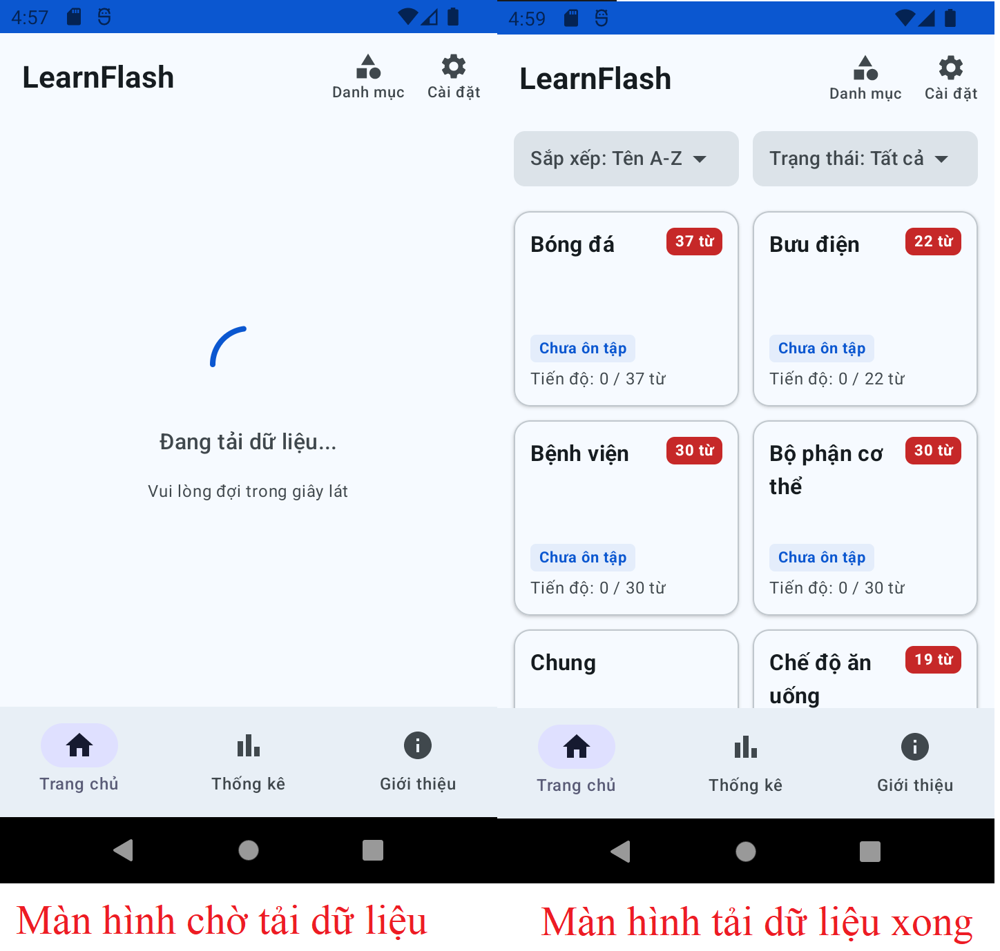 4:57
LearnFlash
Danh mục
Cài đặt
Đang tải dữ liệu...
Vui lòng đợi trong giây lát
Trang chủ
Thống kê
Giới thiệu
Màn hình chờ tải dữ liệu
4:59
LearnFlash
Danh mục
Cài đặt
Sắp xếp: Tên A-Z
Trạng thái: Tất cả
Bóng đá
37 từ
Chưa ôn tập
Tiến độ: 0 / 37 từ
Bưu điện
22 từ
Chưa ôn tập
Tiến độ: 0 / 22 từ
Bệnh viện
30 từ
Chưa ôn tập
Tiến độ: 0 / 30 từ
Bộ phận cơ
thể
30 từ
Chưa ôn tập
Tiến độ: 0 / 30 từ
Chung
Chế độ ăn
uống
19 từ
Trang chủ
Thống kê
Giới thiệu
Màn hình tải dữ liệu xong